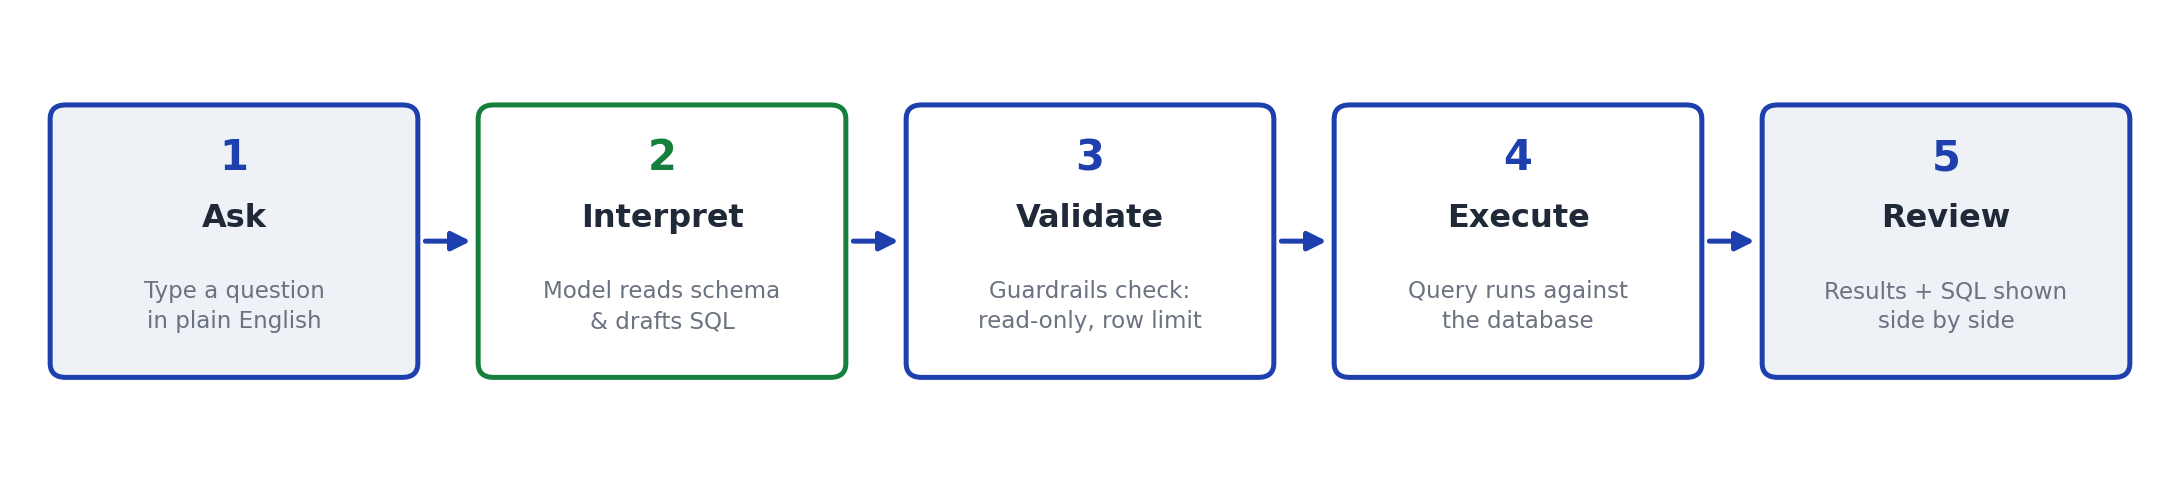 1
Ask
Type a question
in plain English
2
Interpret
Model reads schema
& drafts SQL
3
Validate
Guardrails check:
read-only, row limit
4
Execute
Query runs against
the database
5
Review
Results + SQL shown
side by side